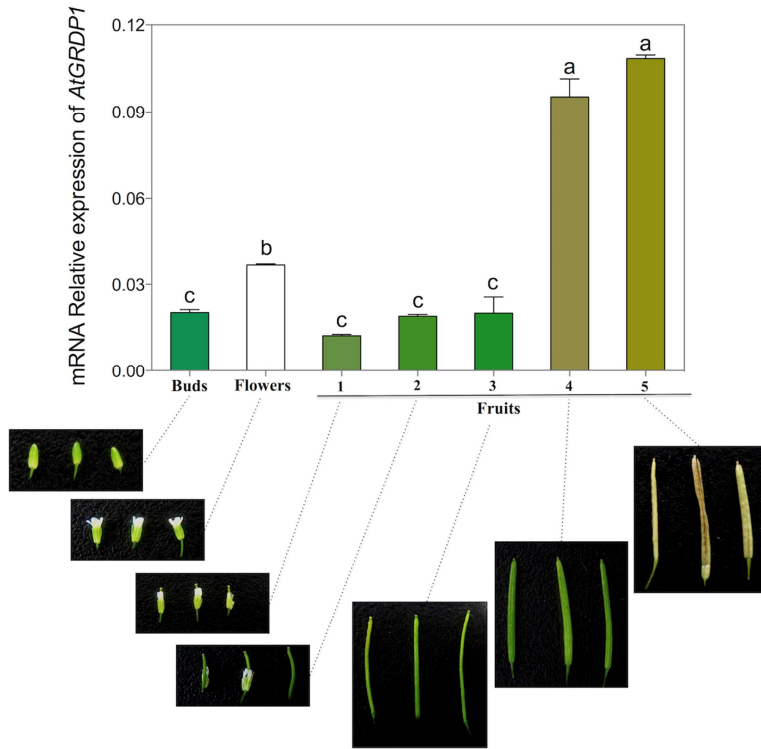 mRNA Relative expression of AtGRDP1
0.12
0.09
0.06
0.03
0.00
c
b
c
c
c
a
a
Buds
Flowers
1
2
3
4
5
Fruits